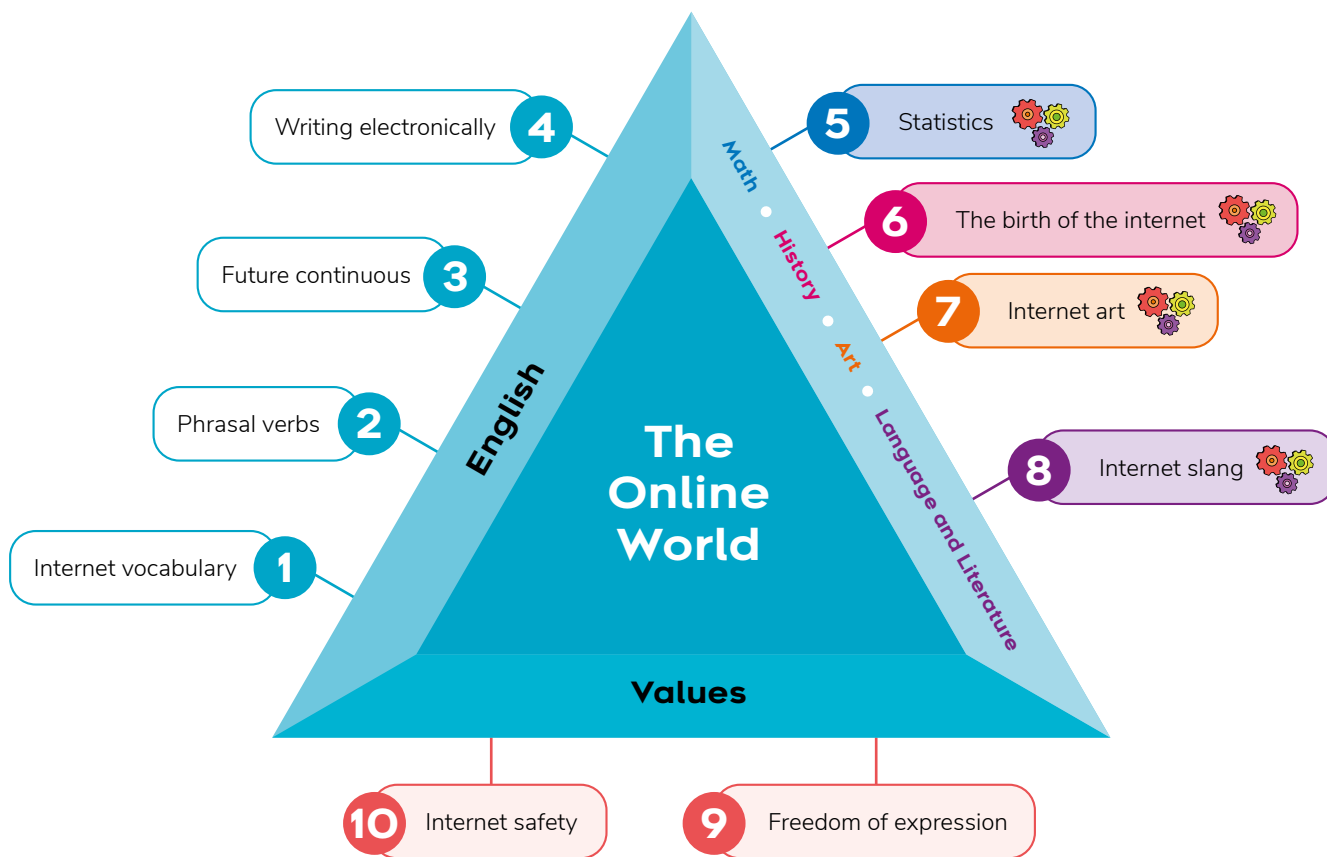 4
Writing electronically
5
Statistics
3
Future continuous
6
The birth of the internet
7
Internet art
2
Phrasal verbs
8
Internet slang
1
Internet vocabulary
English
Math • History • Art • Language and Literature
The
Online
World
Values
10
Internet safety
9
Freedom of expression